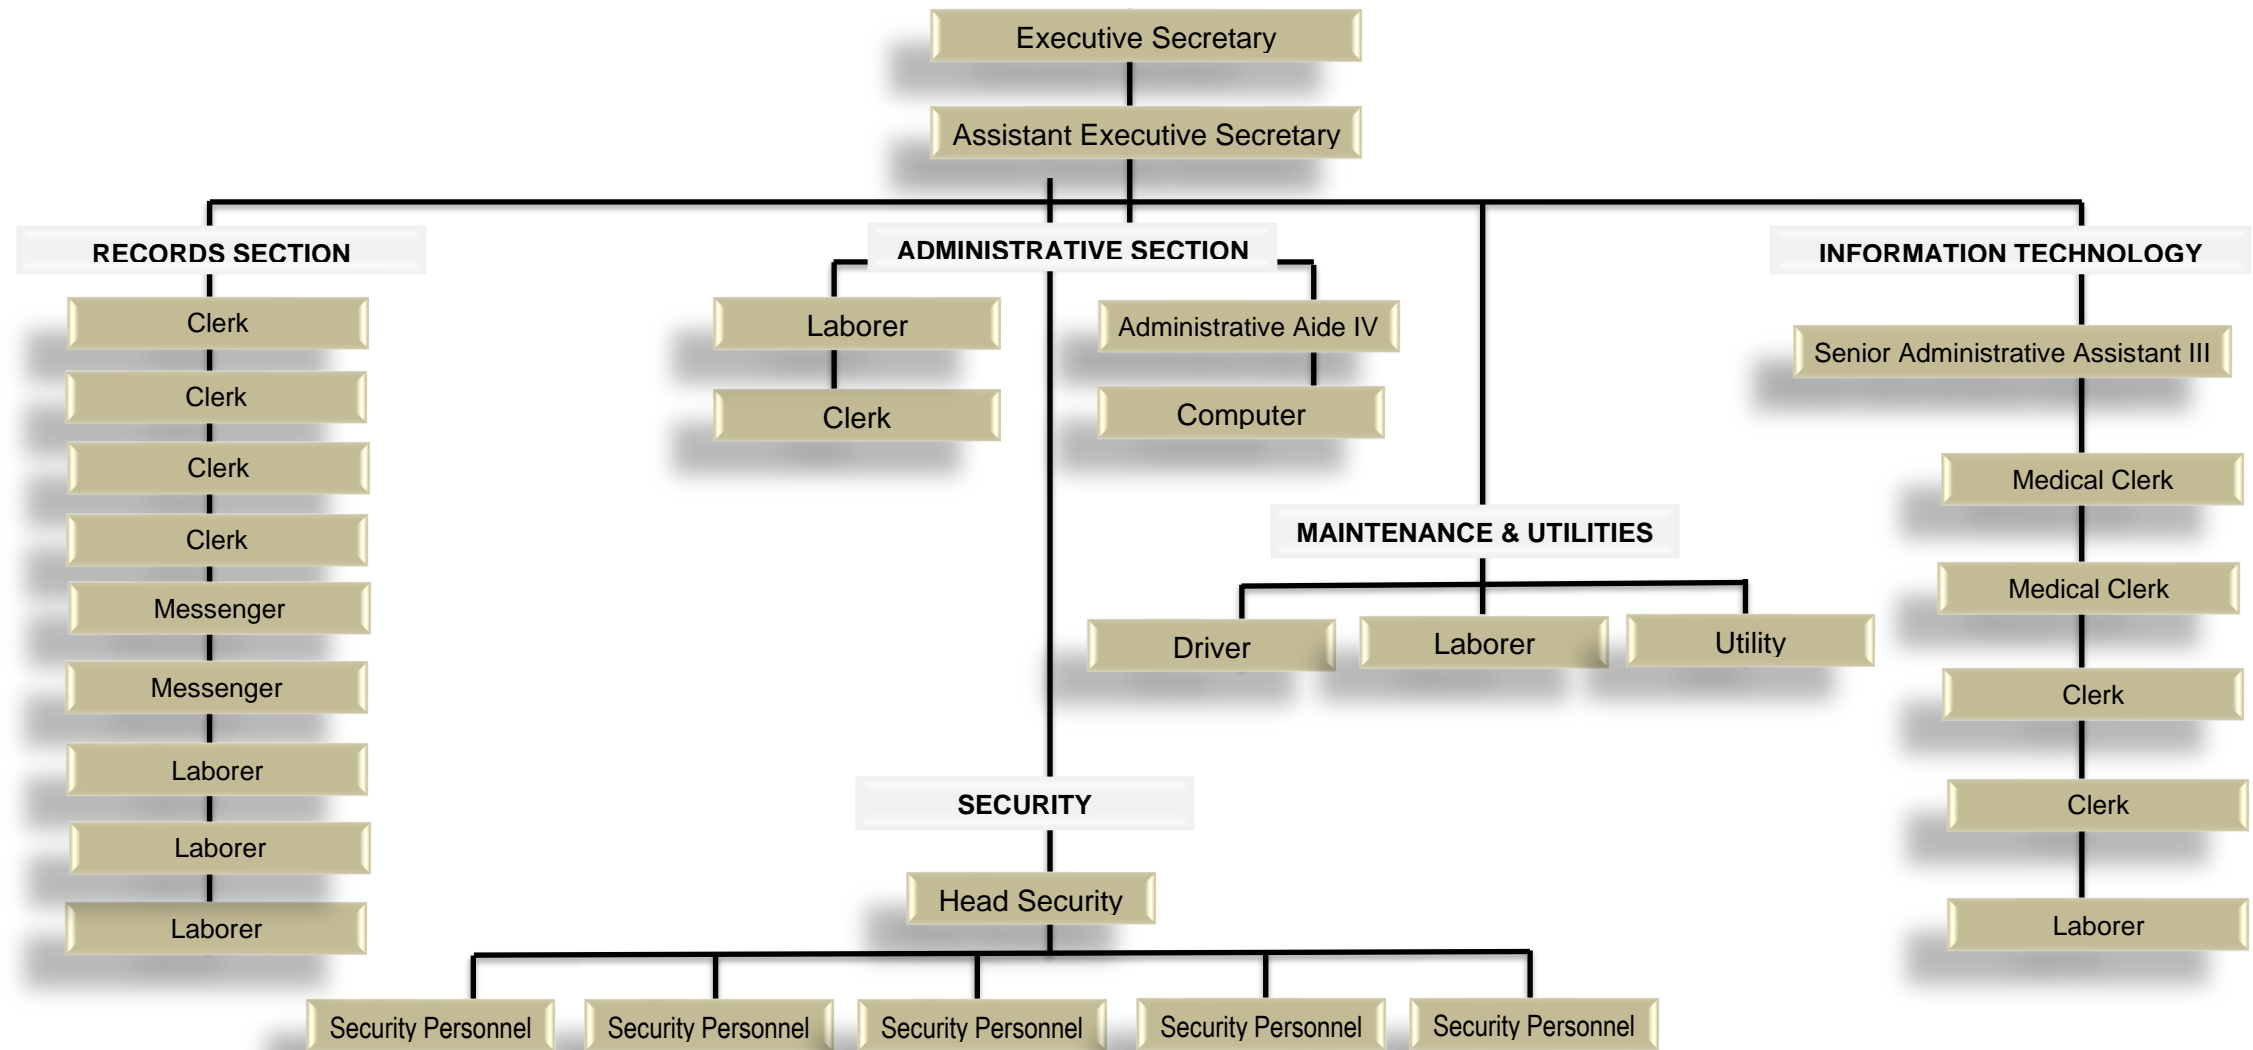 Executive Secretary
Assistant Executive Secretary
RECORDS SECTION
Clerk
Clerk
Clerk
Clerk
Messenger
Messenger
Laborer
Laborer
Laborer
ADMINISTRATIVE SECTION
Laborer
Clerk
Administrative Aide IV
Computer
MAINTENANCE & UTILITIES
Driver
Laborer
Utility
INFORMATION TECHNOLOGY
Senior Administrative Assistant III
Medical Clerk
Medical Clerk
Clerk
Clerk
Laborer
SECURITY
Head Security
Security Personnel
Security Personnel
Security Personnel
Security Personnel
Security Personnel